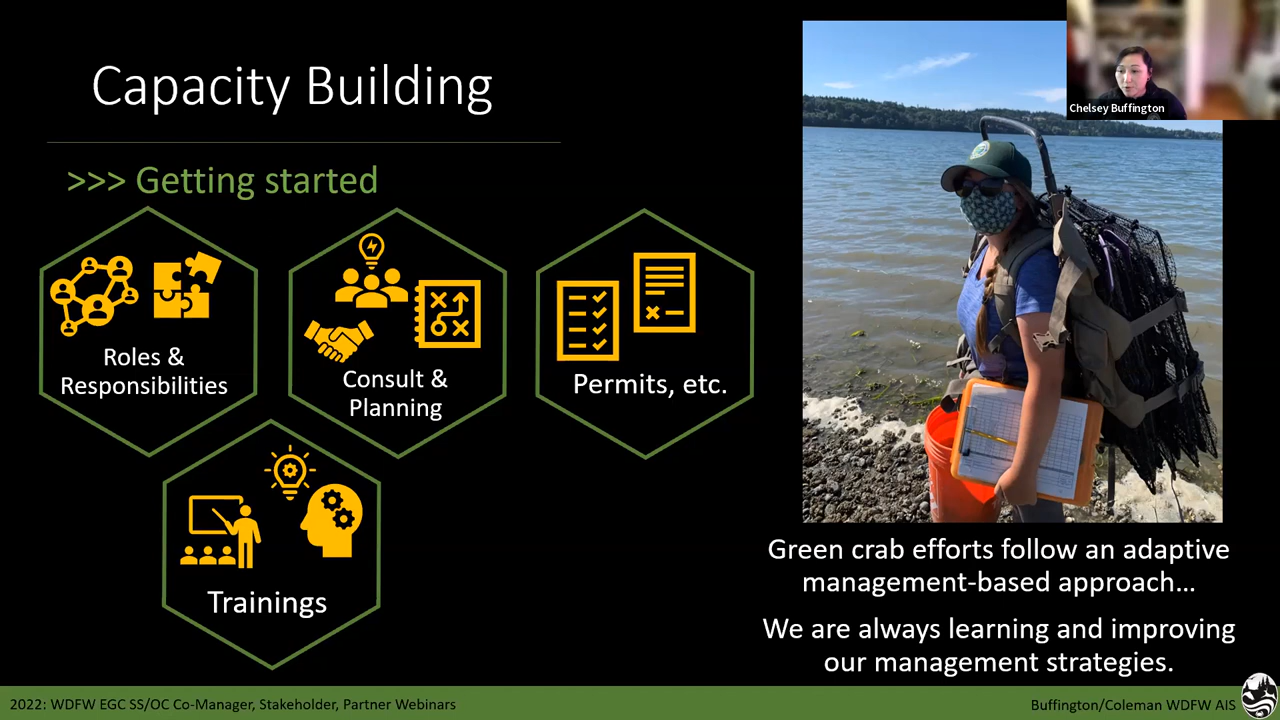 Capacity Building
>>> Getting started
Roles &
Responsibilities
Consult &
Planning
Permits, etc.
Trainings
Chelsey Buffington
Green crab efforts follow an adaptive
management-based approach...
We are always learning and improving
our management strategies.
2022: WDFW EGC SS/OC Co-Manager, Stakeholder, Partner Webinars
Buffington/Coleman WDFW AIS